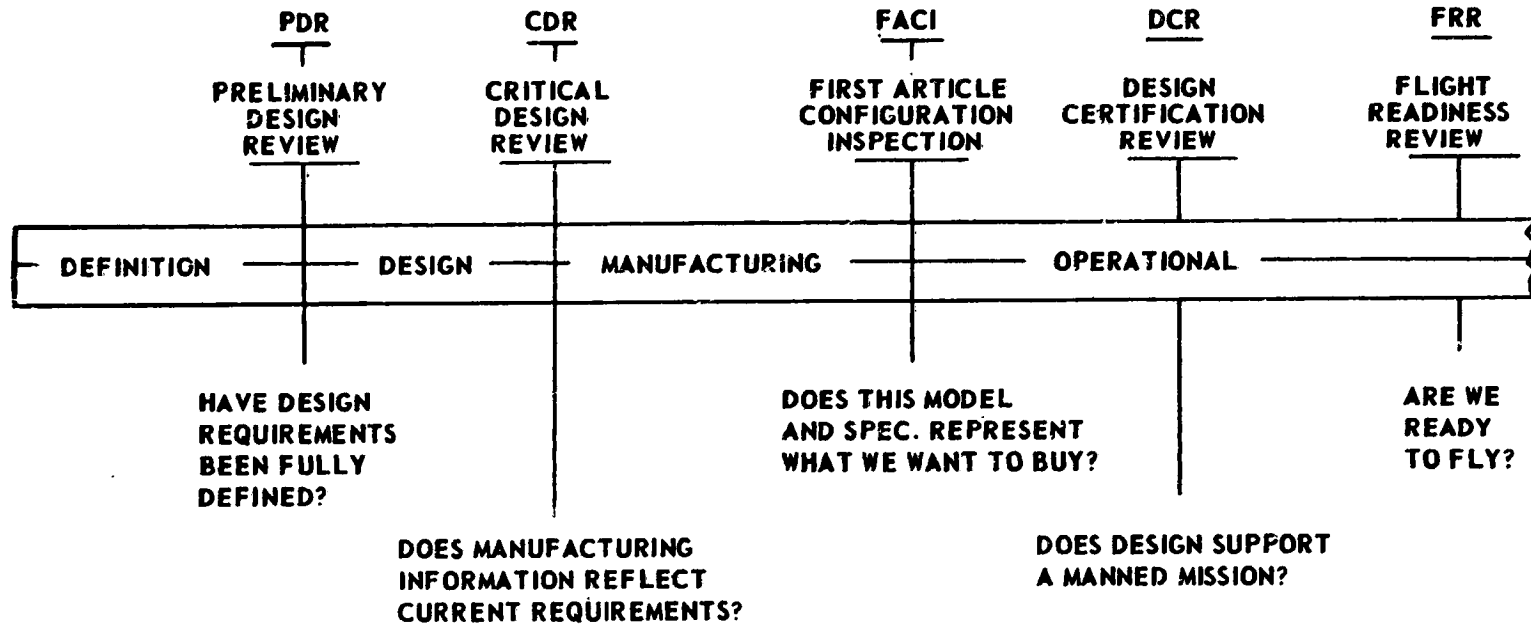 PDR
CDR
FACI
DCR
FRR
PRELIMINARY
DESIGN
REVIEW
CRITICAL
DESIGN
REVIEW
FIRST ARTICLE
CONFIGURATION
INSPECTION
DESIGN
CERTIFICATION
REVIEW
FLIGHT
READINESS
REVIEW
DEFINITION
DESIGN
MANUFACTURING
OPERATIONAL
HAVE DESIGN
REQUIREMENTS
BEEN FULLY
DEFINED?
DOES MANUFACTURING
INFORMATION REFLECT
CURRENT REQUIREMENTS?
DOES THIS MODEL
AND SPEC. REPRESENT
WHAT WE WANT TO BUY?
DOES DESIGN SUPPORT
A MANNED MISSION?
ARE WE
READY
TO FLY?